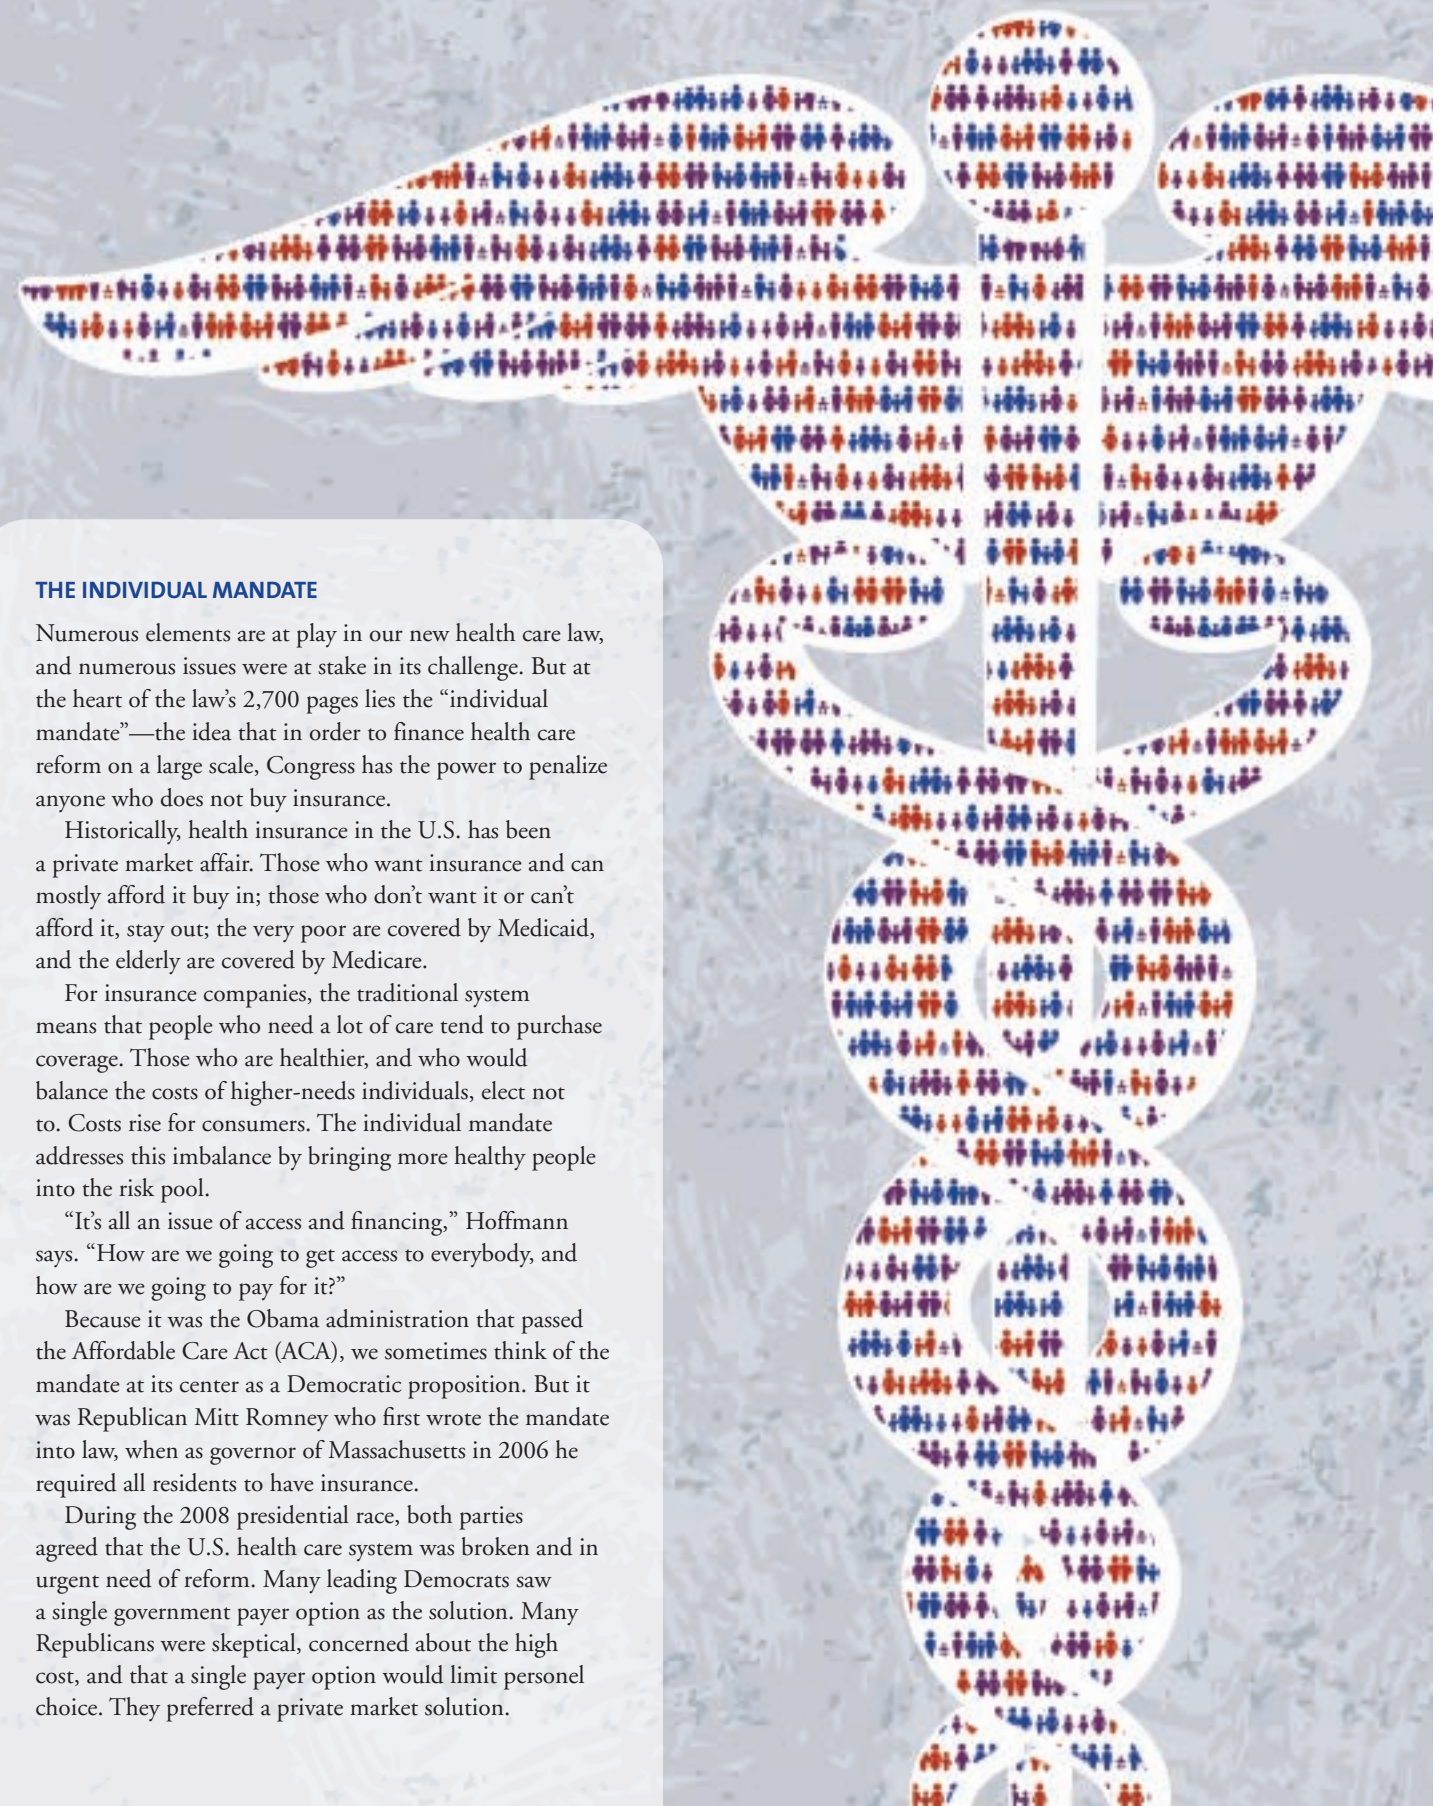 THE INDIVIDUAL MANDATE
Numerous elements are at play in our new health care law,
and numerous issues were at stake in its challenge. But at
the heart of the law’s 2,700 pages lies the “individual
mandate”—the idea that in order to finance health care
reform on a large scale, Congress has the power to penalize
anyone who does not buy insurance.
Historically, health insurance in the U.S. has been
a private market affair. Those who want insurance and can
mostly afford it buy in; those who don’t want it or can’t
afford it, stay out; the very poor are covered by Medicaid,
and the elderly are covered by Medicare.
For insurance companies, the traditional system
means that people who need a lot of care tend to purchase
coverage. Those who are healthier, and who would
balance the costs of higher-needs individuals, elect not
to. Costs rise for consumers. The individual mandate
addresses this imbalance by bringing more healthy people
into the risk pool.
“It’s all an issue of access and financing,” Hoffmann
says. “How are we going to get access to everybody, and
how are we going to pay for it?”
Because it was the Obama administration that passed
the Affordable Care Act (ACA), we sometimes think of the
mandate at its center as a Democratic proposition. But it
was Republican Mitt Romney who first wrote the mandate
into law, when as governor of Massachusetts in 2006 he
required all residents to have insurance.
During the 2008 presidential race, both parties
agreed that the U.S. health care system was broken and in
urgent need of reform. Many leading Democrats saw
a single government payer option as the solution. Many
Republicans were skeptical, concerned about the high
cost, and that a single payer option would limit personel
choice. They preferred a private market solution.